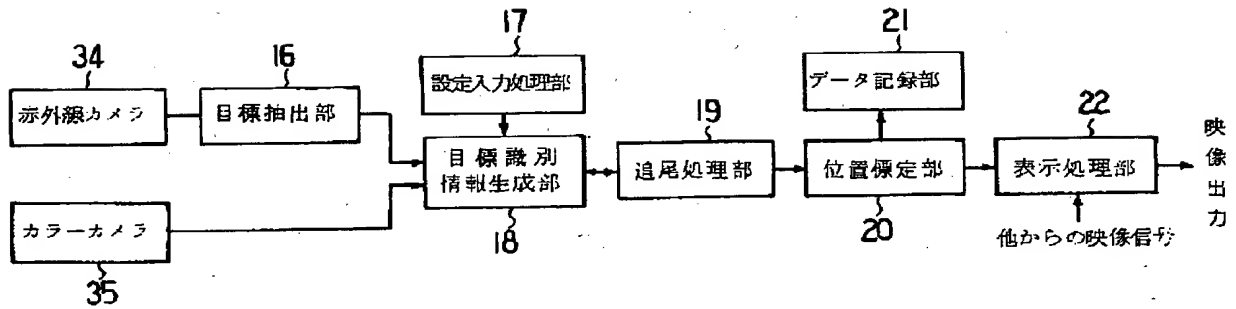 34
赤外線カメラ
16
目標抽出部
17
設定入力処理部
目標識別
情報生成部
18
19
追尾処理部
21
データ記録部
位置標定部
20
22
表示処理部
映像出力
他からの映像信号
カラーカメラ
35